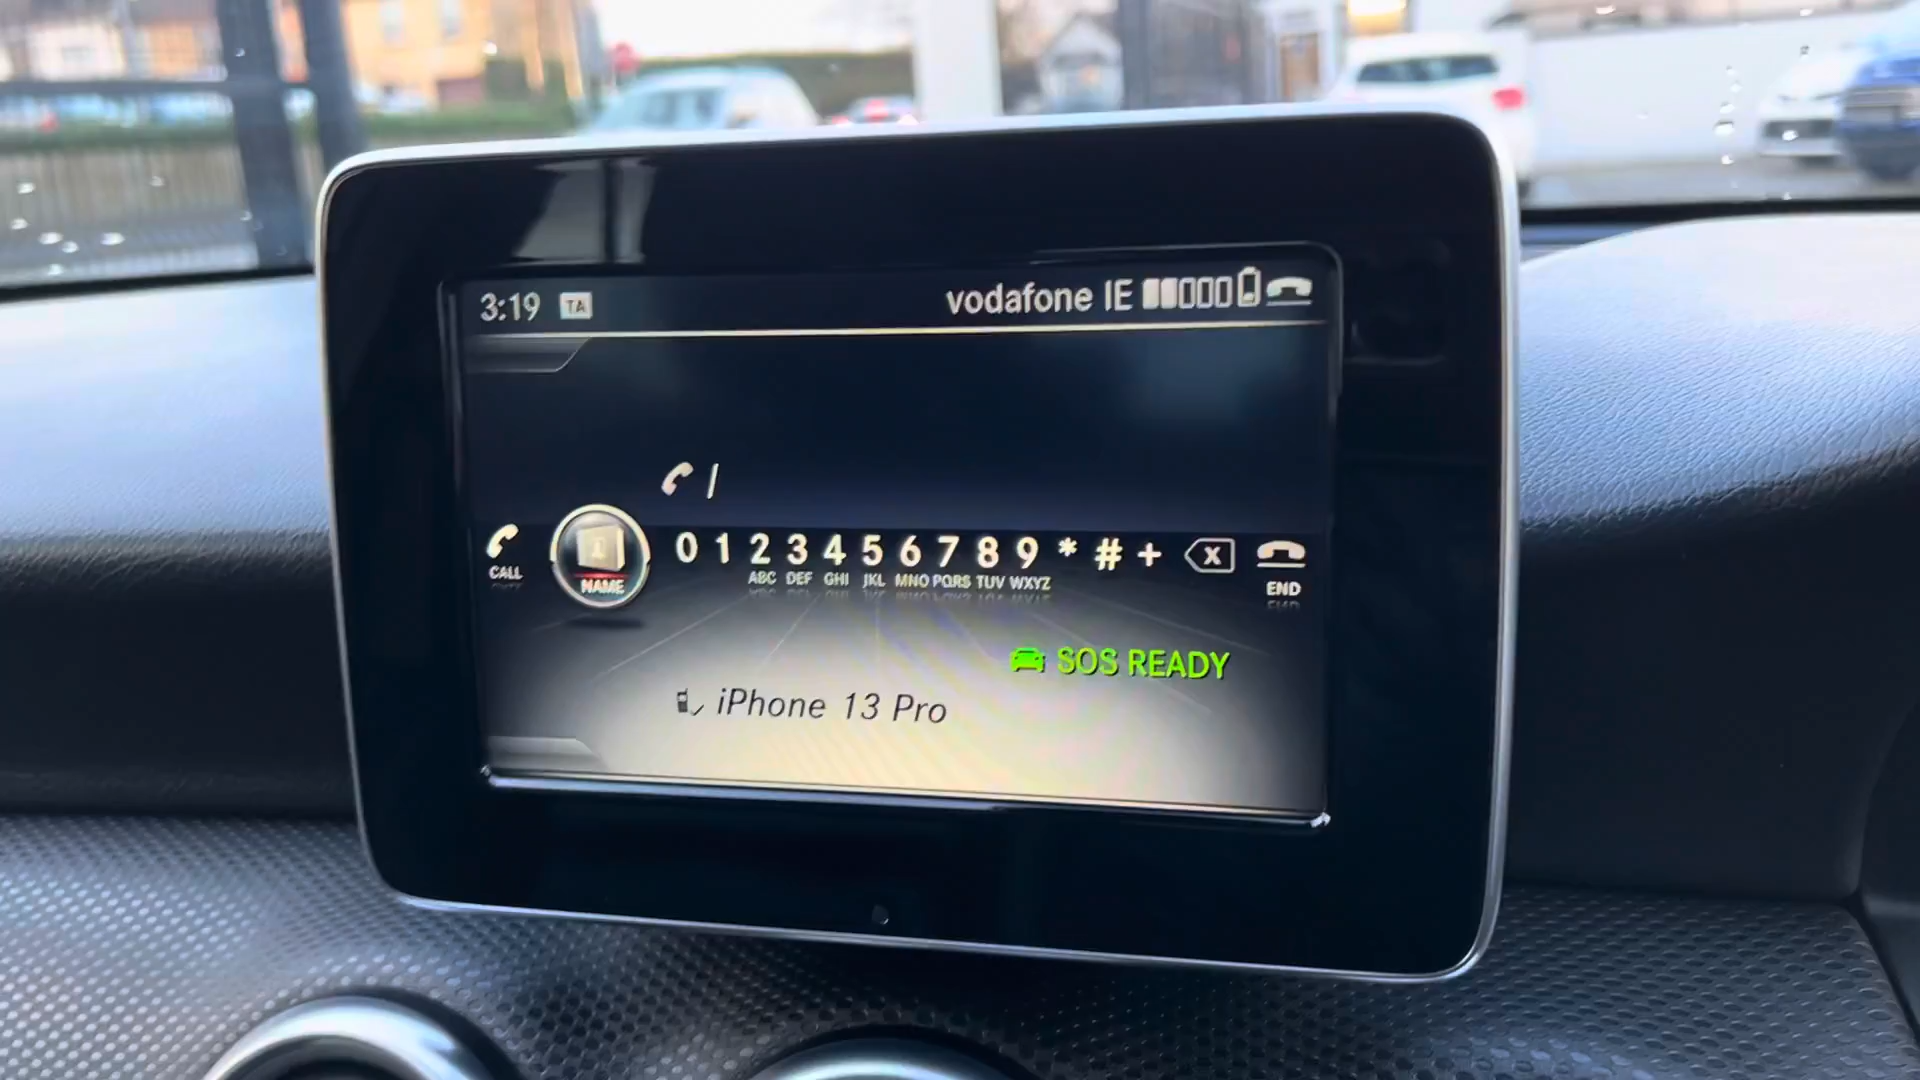 3:19 TA vodafone IE
/
CALL NAME 0 1 2 3 4 5 6 7 8 9 * # + X END
ABC DEF GHI JKL MNO PQRS TUV WXYZ
SOS READY
iPhone 13 Pro